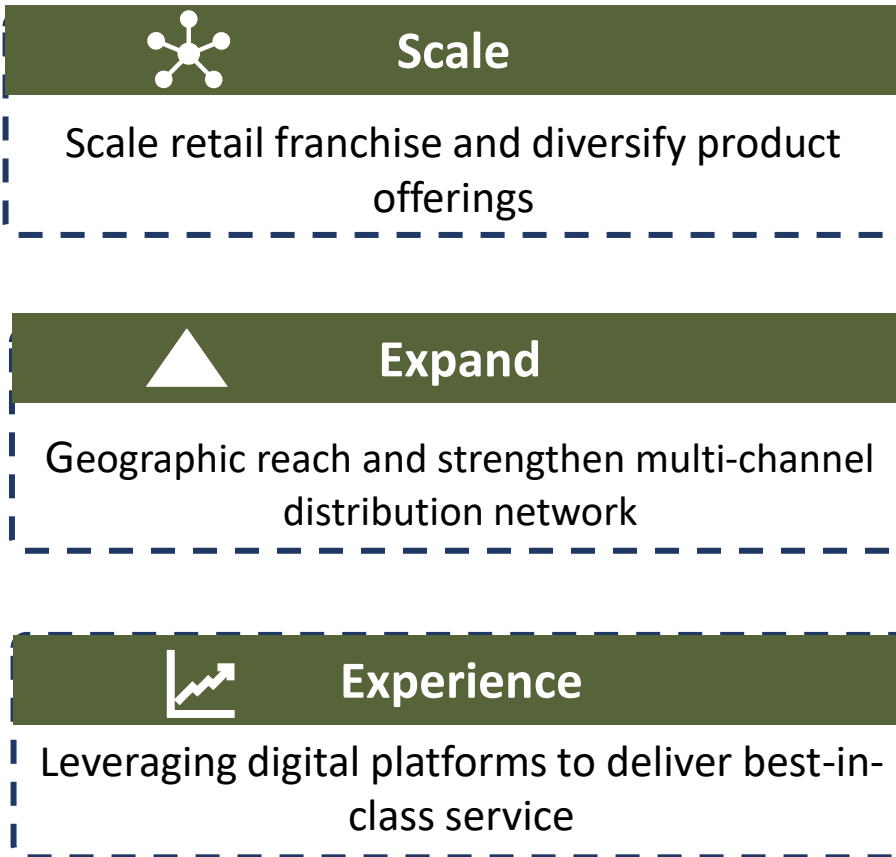 Scale
Scale retail franchise and diversify product
offerings
Expand
Geographic reach and strengthen multi-channel
distribution network
Experience
Leveraging digital platforms to deliver best-in-
class service